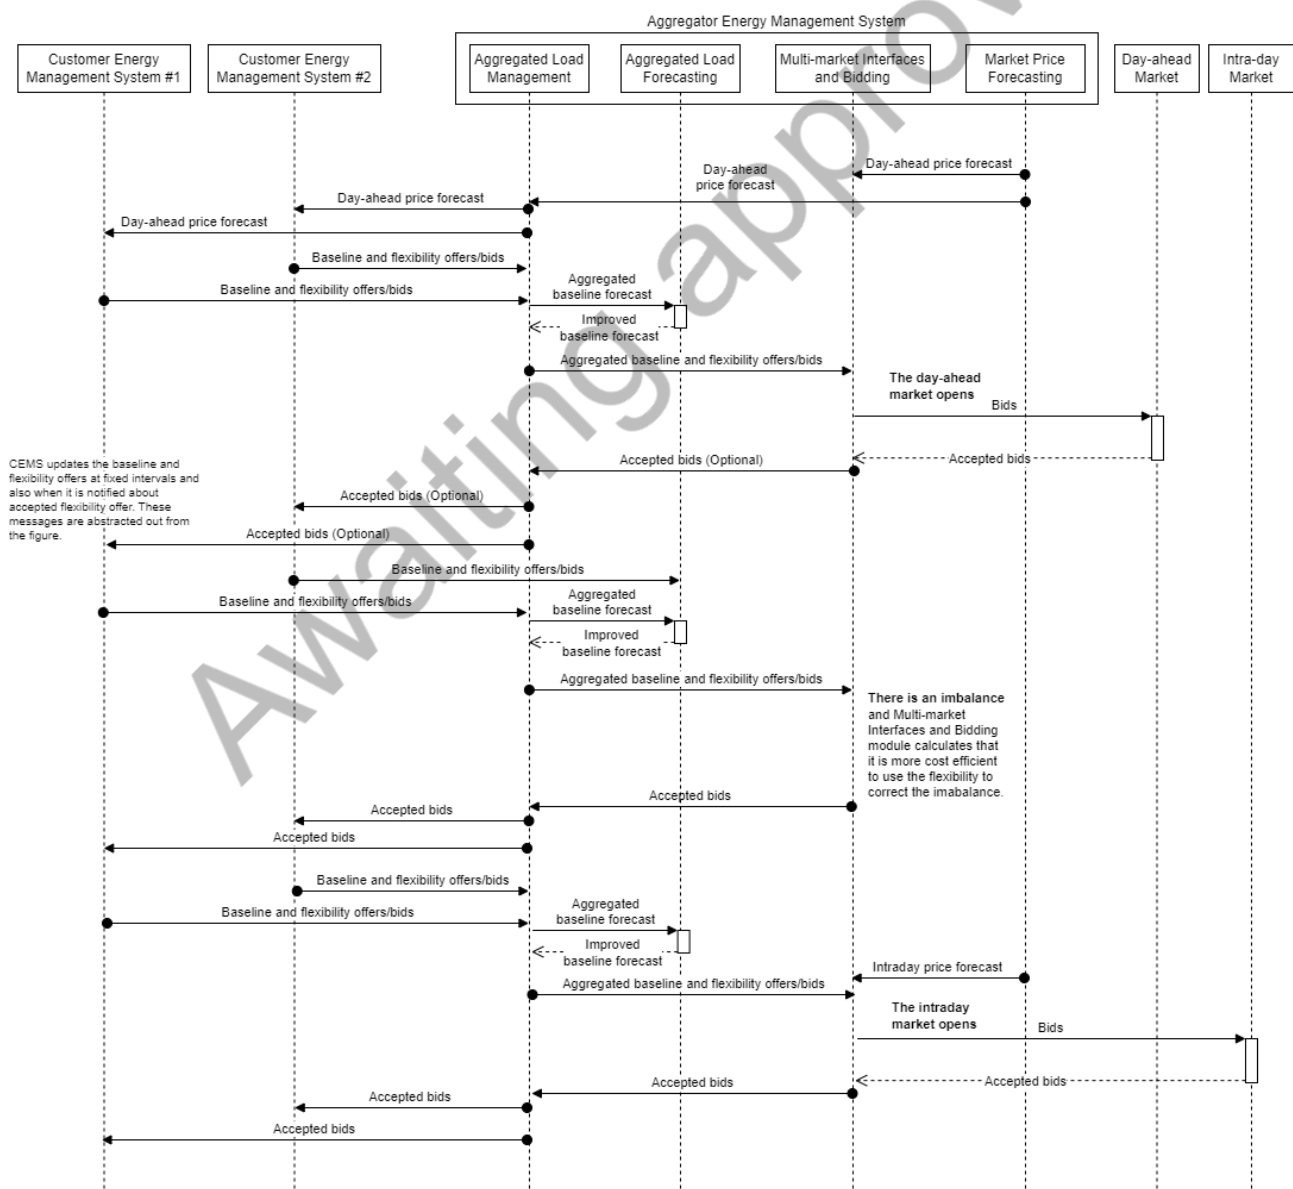 Aggregator Energy Management System
Customer Energy
Management System #1
Customer Energy
Management System #2
Aggregated Load
Management
Aggregated Load
Forecasting
Multi-market Interfaces
and Bidding
Market Price
Forecasting
Day-ahead
Market
Intra-day
Market
Day-ahead price forecast
Day-ahead
price forecast
Day-ahead price forecast
Day-ahead price forecast
Baseline and flexibility offers/bids
Baseline and flexibility offers/bids
Aggregated
baseline forecast
Improved
baseline forecast
Aggregated baseline and flexibility offers/bids
The day-ahead
market opens
Bids
Accepted bids
Accepted bids (Optional)
CEMS updates the baseline and
flexibility offers at fixed intervals and
also when it is notified about
accepted flexibility offer. These
messages are abstracted out from
the figure.
Accepted bids (Optional)
Accepted bids (Optional)
Baseline and flexibility offers/bids
Baseline and flexibility offers/bids
Aggregated
baseline forecast
Improved
baseline forecast
Aggregated baseline and flexibility offers/bids
There is an imbalance
and Multi-market
Interfaces and Bidding
module calculates that
it is more cost efficient
to use the flexibility to
correct the imabalance.
Accepted bids
Accepted bids
Accepted bids
Baseline and flexibility offers/bids
Baseline and flexibility offers/bids
Aggregated
baseline forecast
Improved
baseline forecast
Intraday price forecast
Aggregated baseline and flexibility offers/bids
The intraday
market opens
Bids
Accepted bids
Accepted bids
Accepted bids
Accepted bids
Awaiting approv